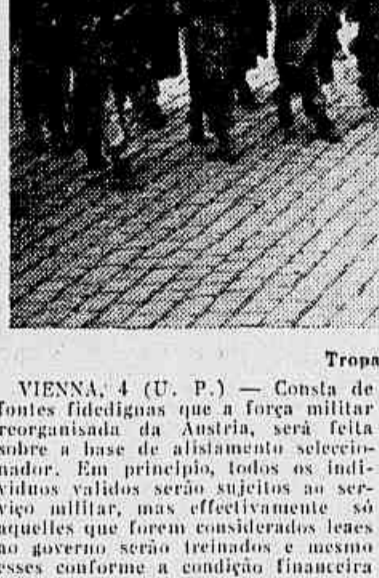 Tropa
VIENNA, 4 (U. P.) — Consta de
fontes fidedignas que a força militar
reorganisada da Austria, será feita
sobre a base de alistamento seleccio-
nador. Em principio, todos os indi-
viduos validos serão sujeitos ao ser-
viço militar, mas effectivamente só
aquelles que forem considerados leaes
ao governo serão treinados e mesmo
esses conforme a condição financeira